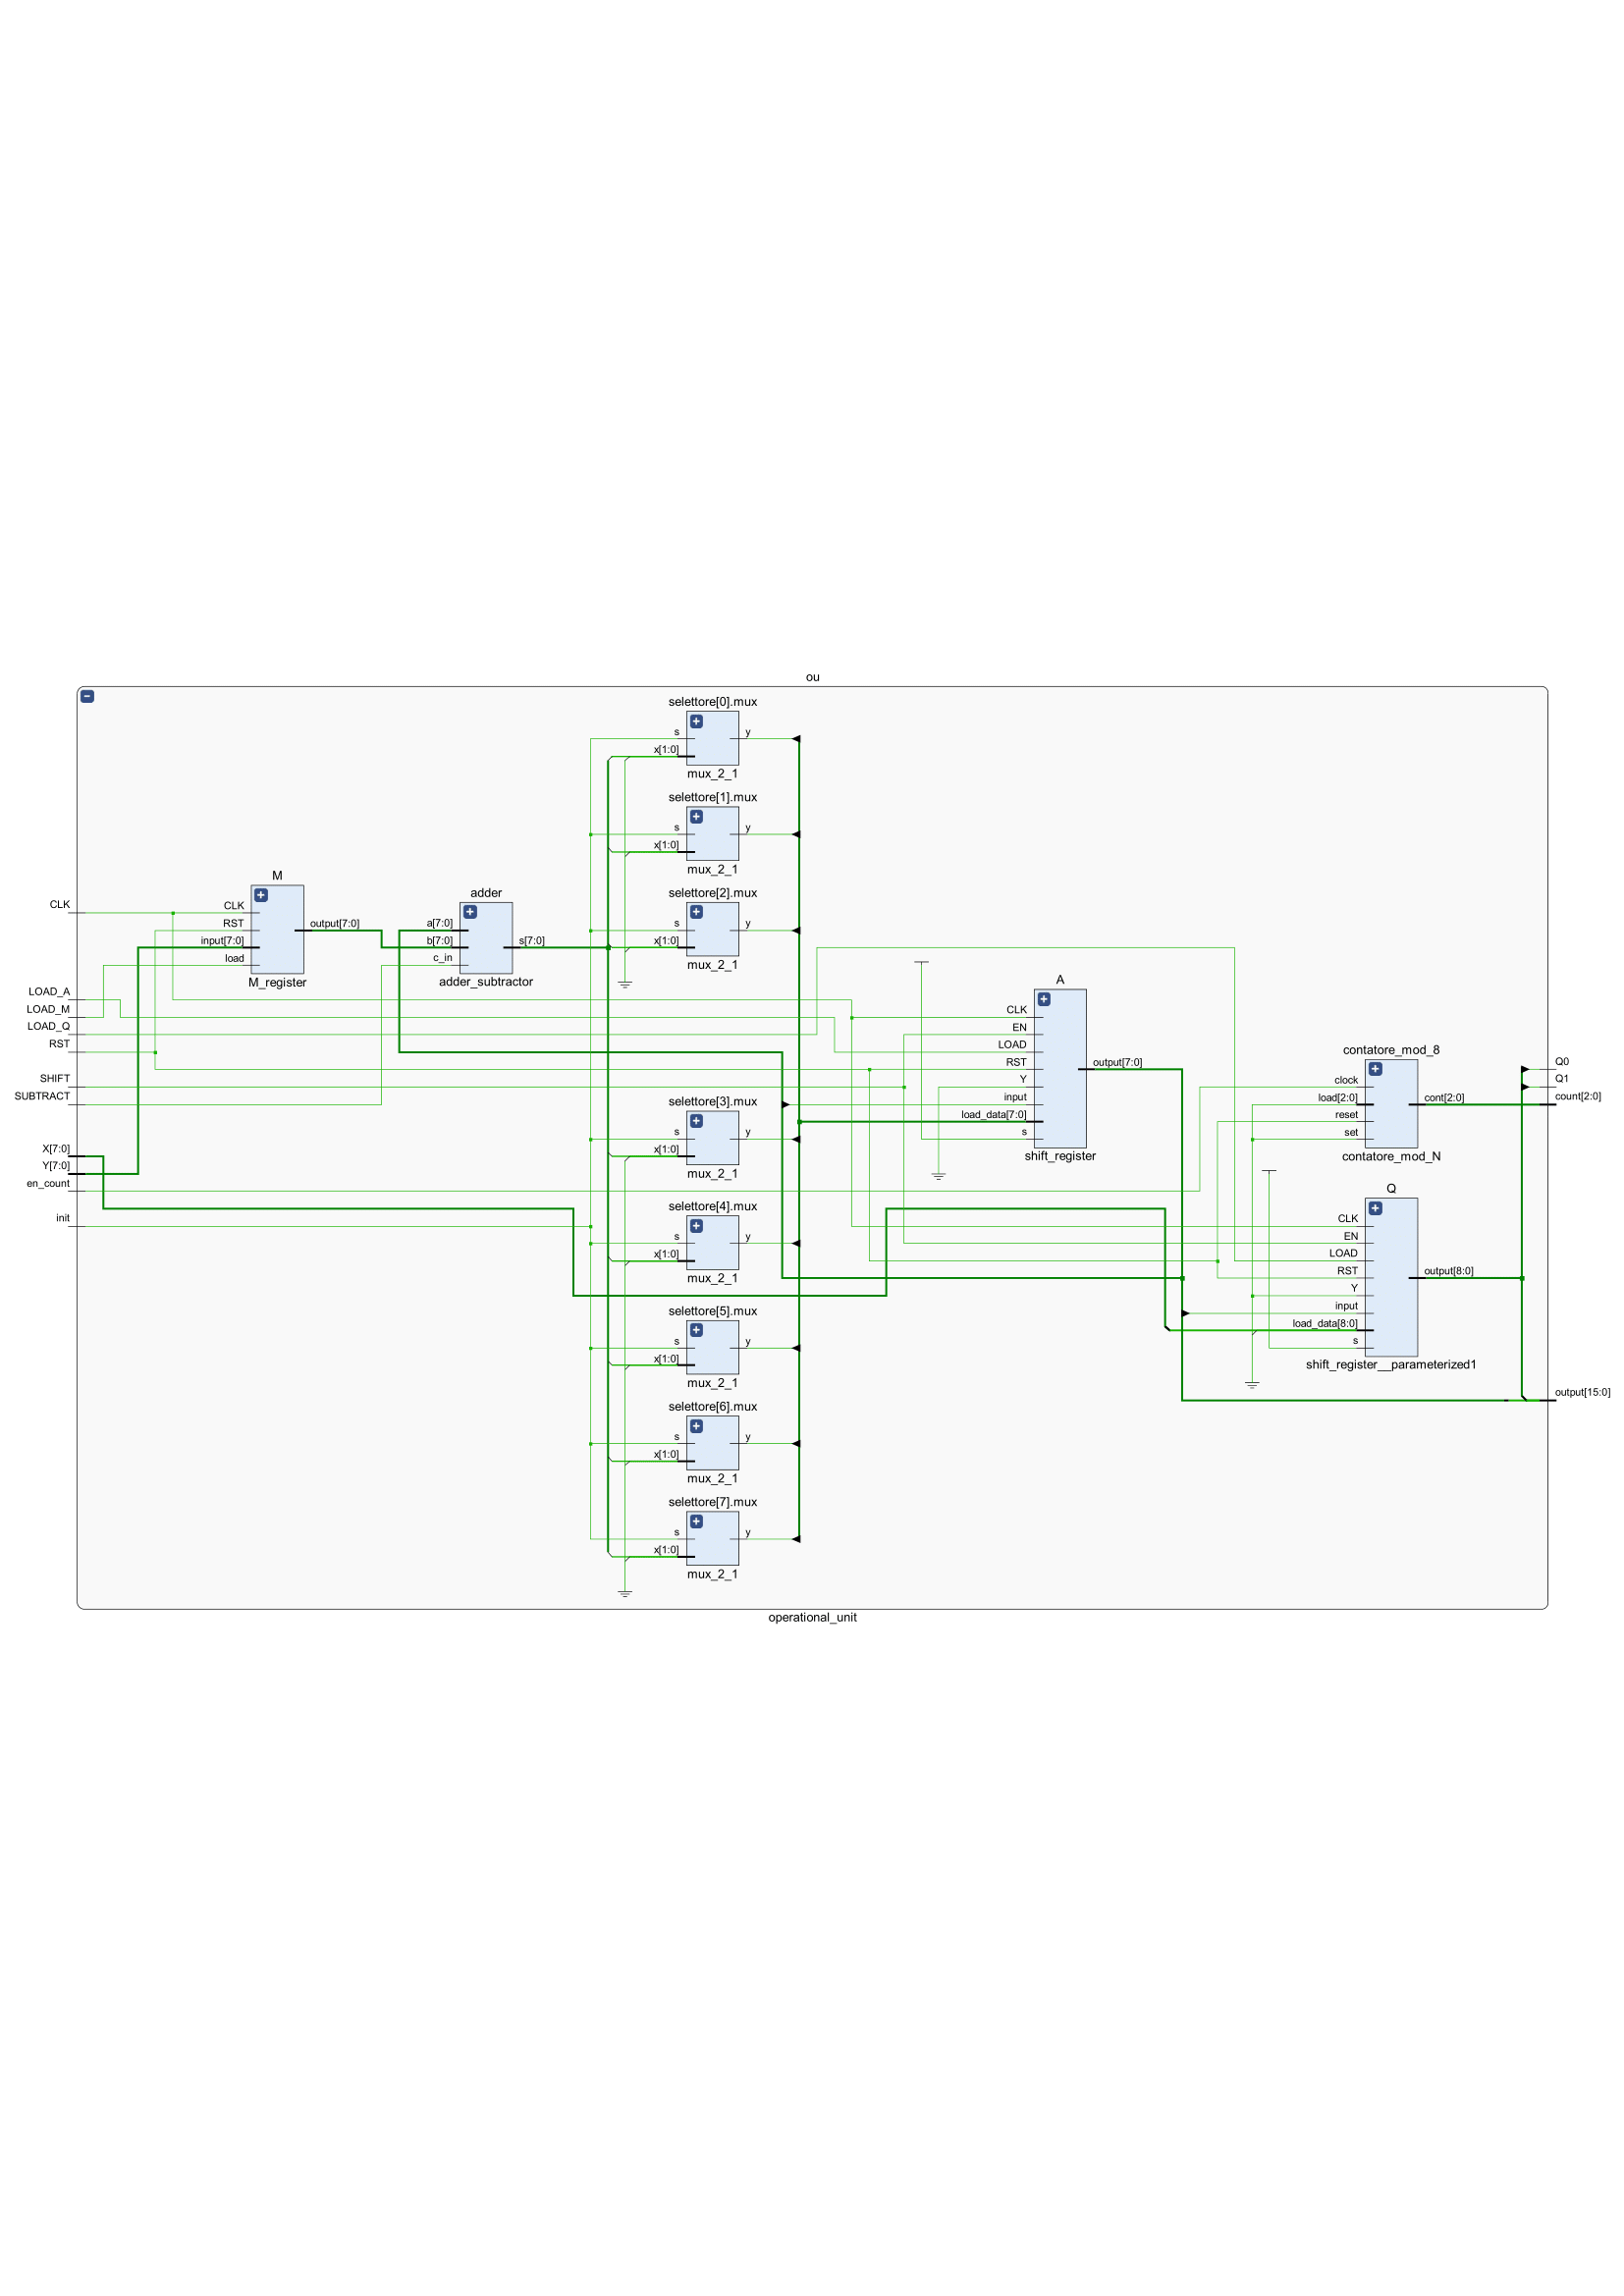 ou
selettore[0].mux
s
y
x[1:0]
mux_2_1
selettore[1].mux
s
y
x[1:0]
mux_2_1
selettore[2].mux
s
y
x[1:0]
mux_2_1
M
CLK
CLK
RST
input[7:0]
load
output[7:0]
M_register
adder
a[7:0]
b[7:0]
c_in
s[7:0]
adder_subtractor
LOAD_A
LOAD_M
LOAD_Q
RST
SHIFT
SUBTRACT
X[7:0]
Y[7:0]
en_count
init
A
CLK
EN
LOAD
RST
Y
input
load_data[7:0]
s
output[7:0]
shift_register
selettore[3].mux
s
y
x[1:0]
mux_2_1
selettore[4].mux
s
y
x[1:0]
mux_2_1
selettore[5].mux
s
y
x[1:0]
mux_2_1
selettore[6].mux
s
y
x[1:0]
mux_2_1
selettore[7].mux
s
y
x[1:0]
mux_2_1
contatore_mod_8
clock
load[2:0]
reset
set
cont[2:0]
contatore_mod_N
Q
CLK
EN
LOAD
RST
Y
input
load_data[8:0]
s
output[8:0]
shift_register__parameterized1
Q0
Q1
count[2:0]
output[15:0]
operational_unit